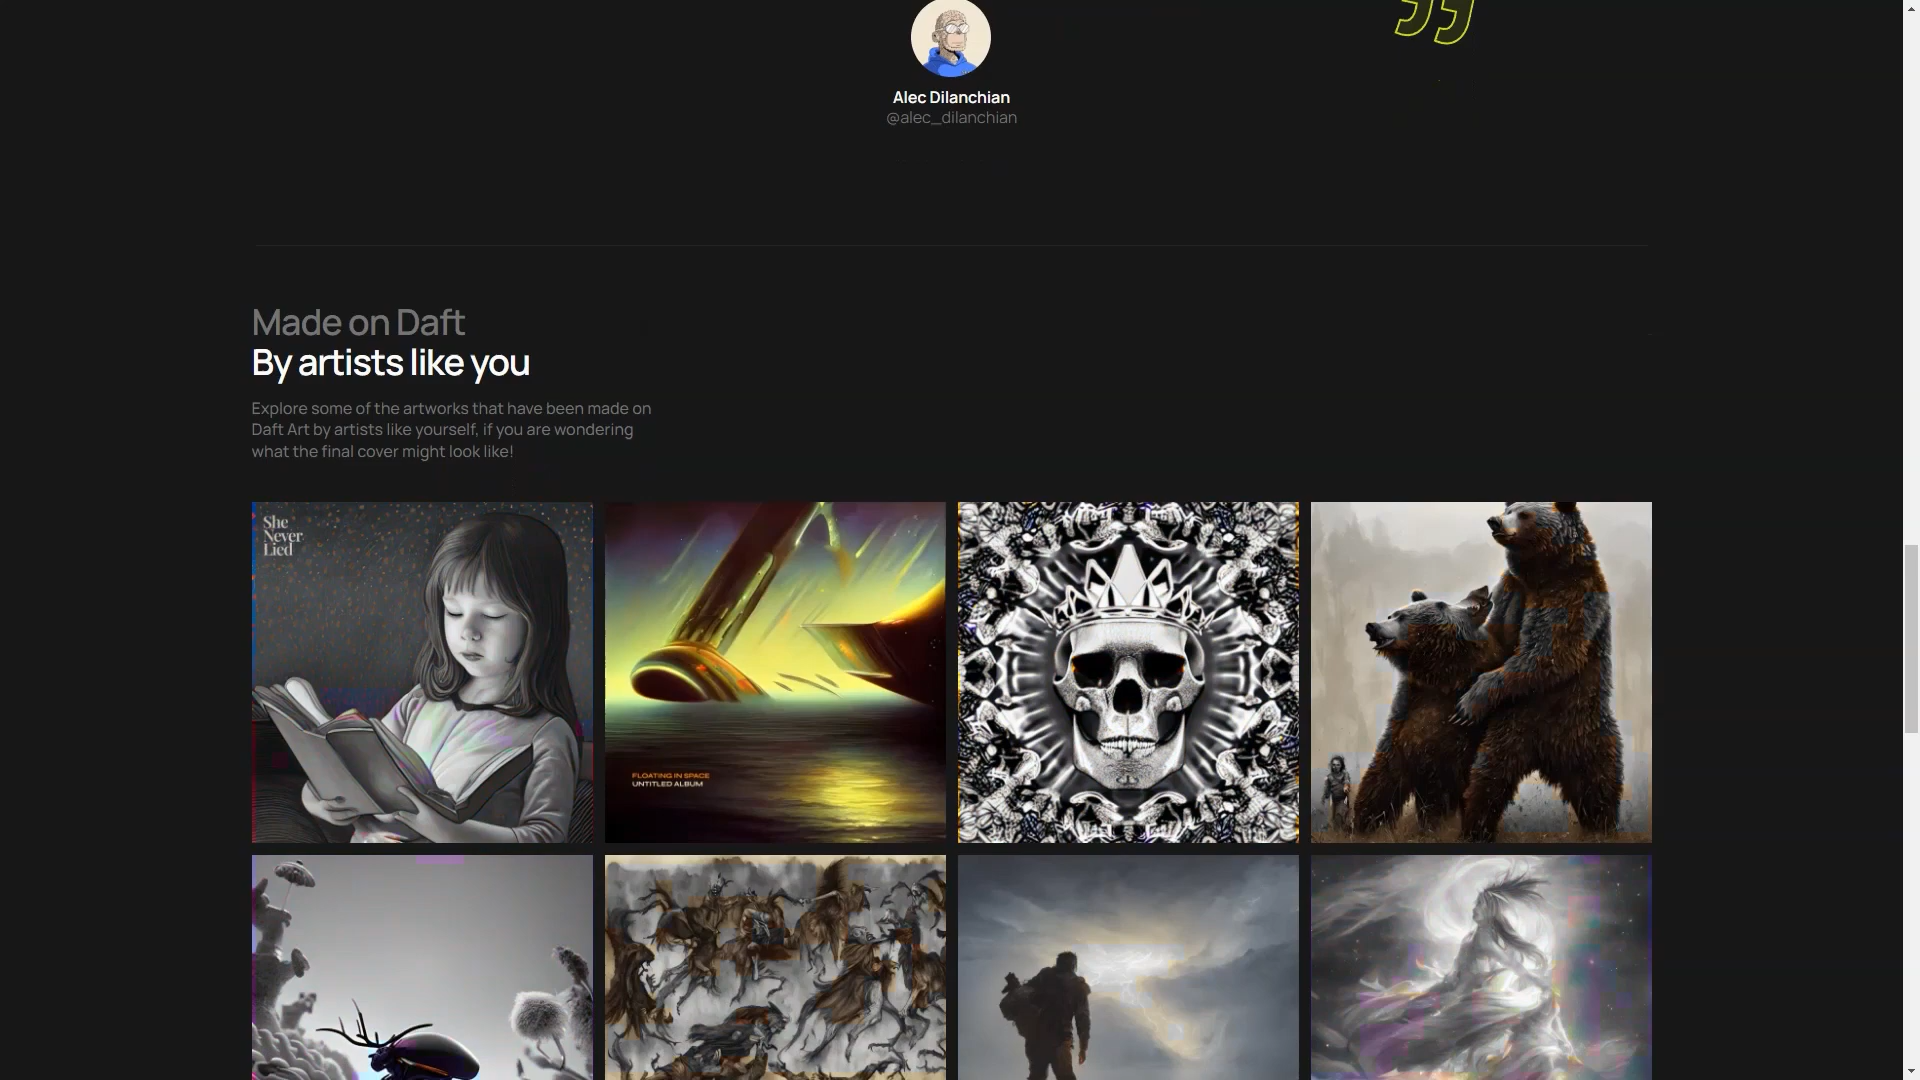 Alec Dilanchian
@alec_dilanchian
Made on Daft
By artists like you
Explore some of the artworks that have been made on
Daft Art by artists like yourself, if you are wondering
what the final cover might look like!
She
Never
Lied
FLOATING IN SPACE
UNTITLED ALBUM